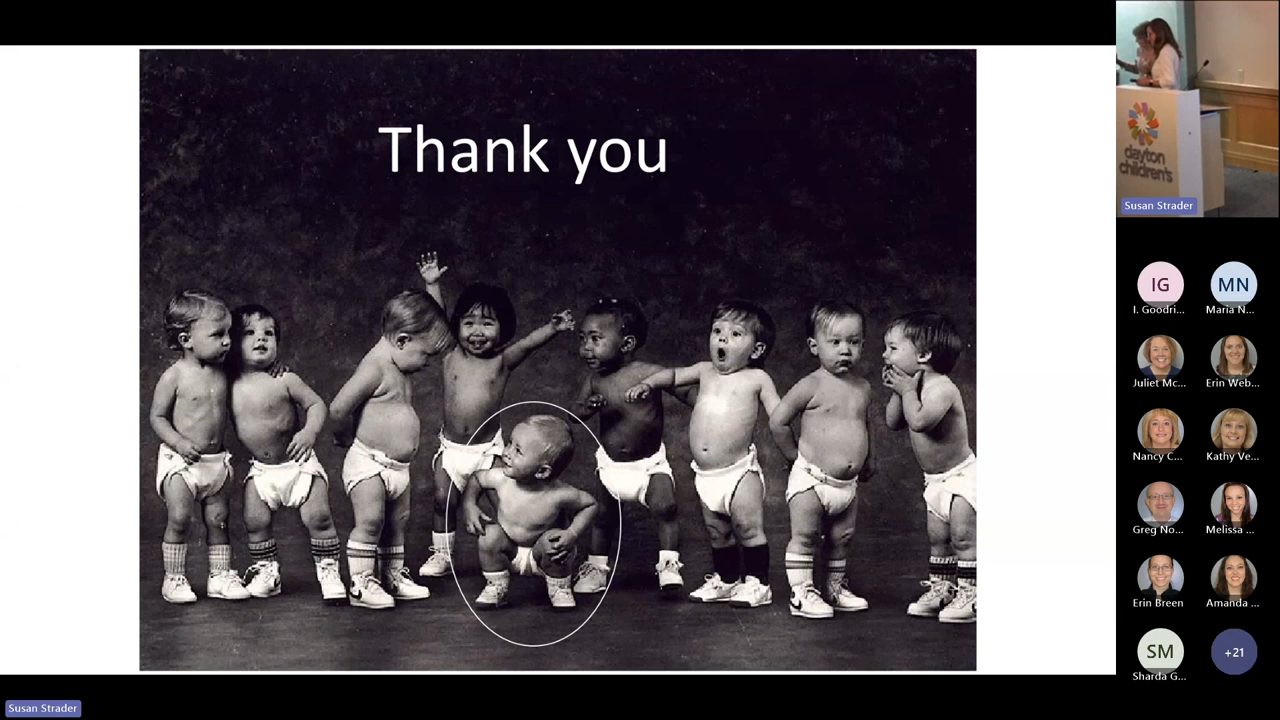 Thank you
dayton
children's
Susan Strader
IG
MN
I. Goodri...
Maria N...
Juliet Mc...
Erin Web...
Nancy C...
Kathy Ve...
Greg No...
Melissa ...
Erin Breen
Amanda ...
SM
+21
Sharda G...
Susan Strader